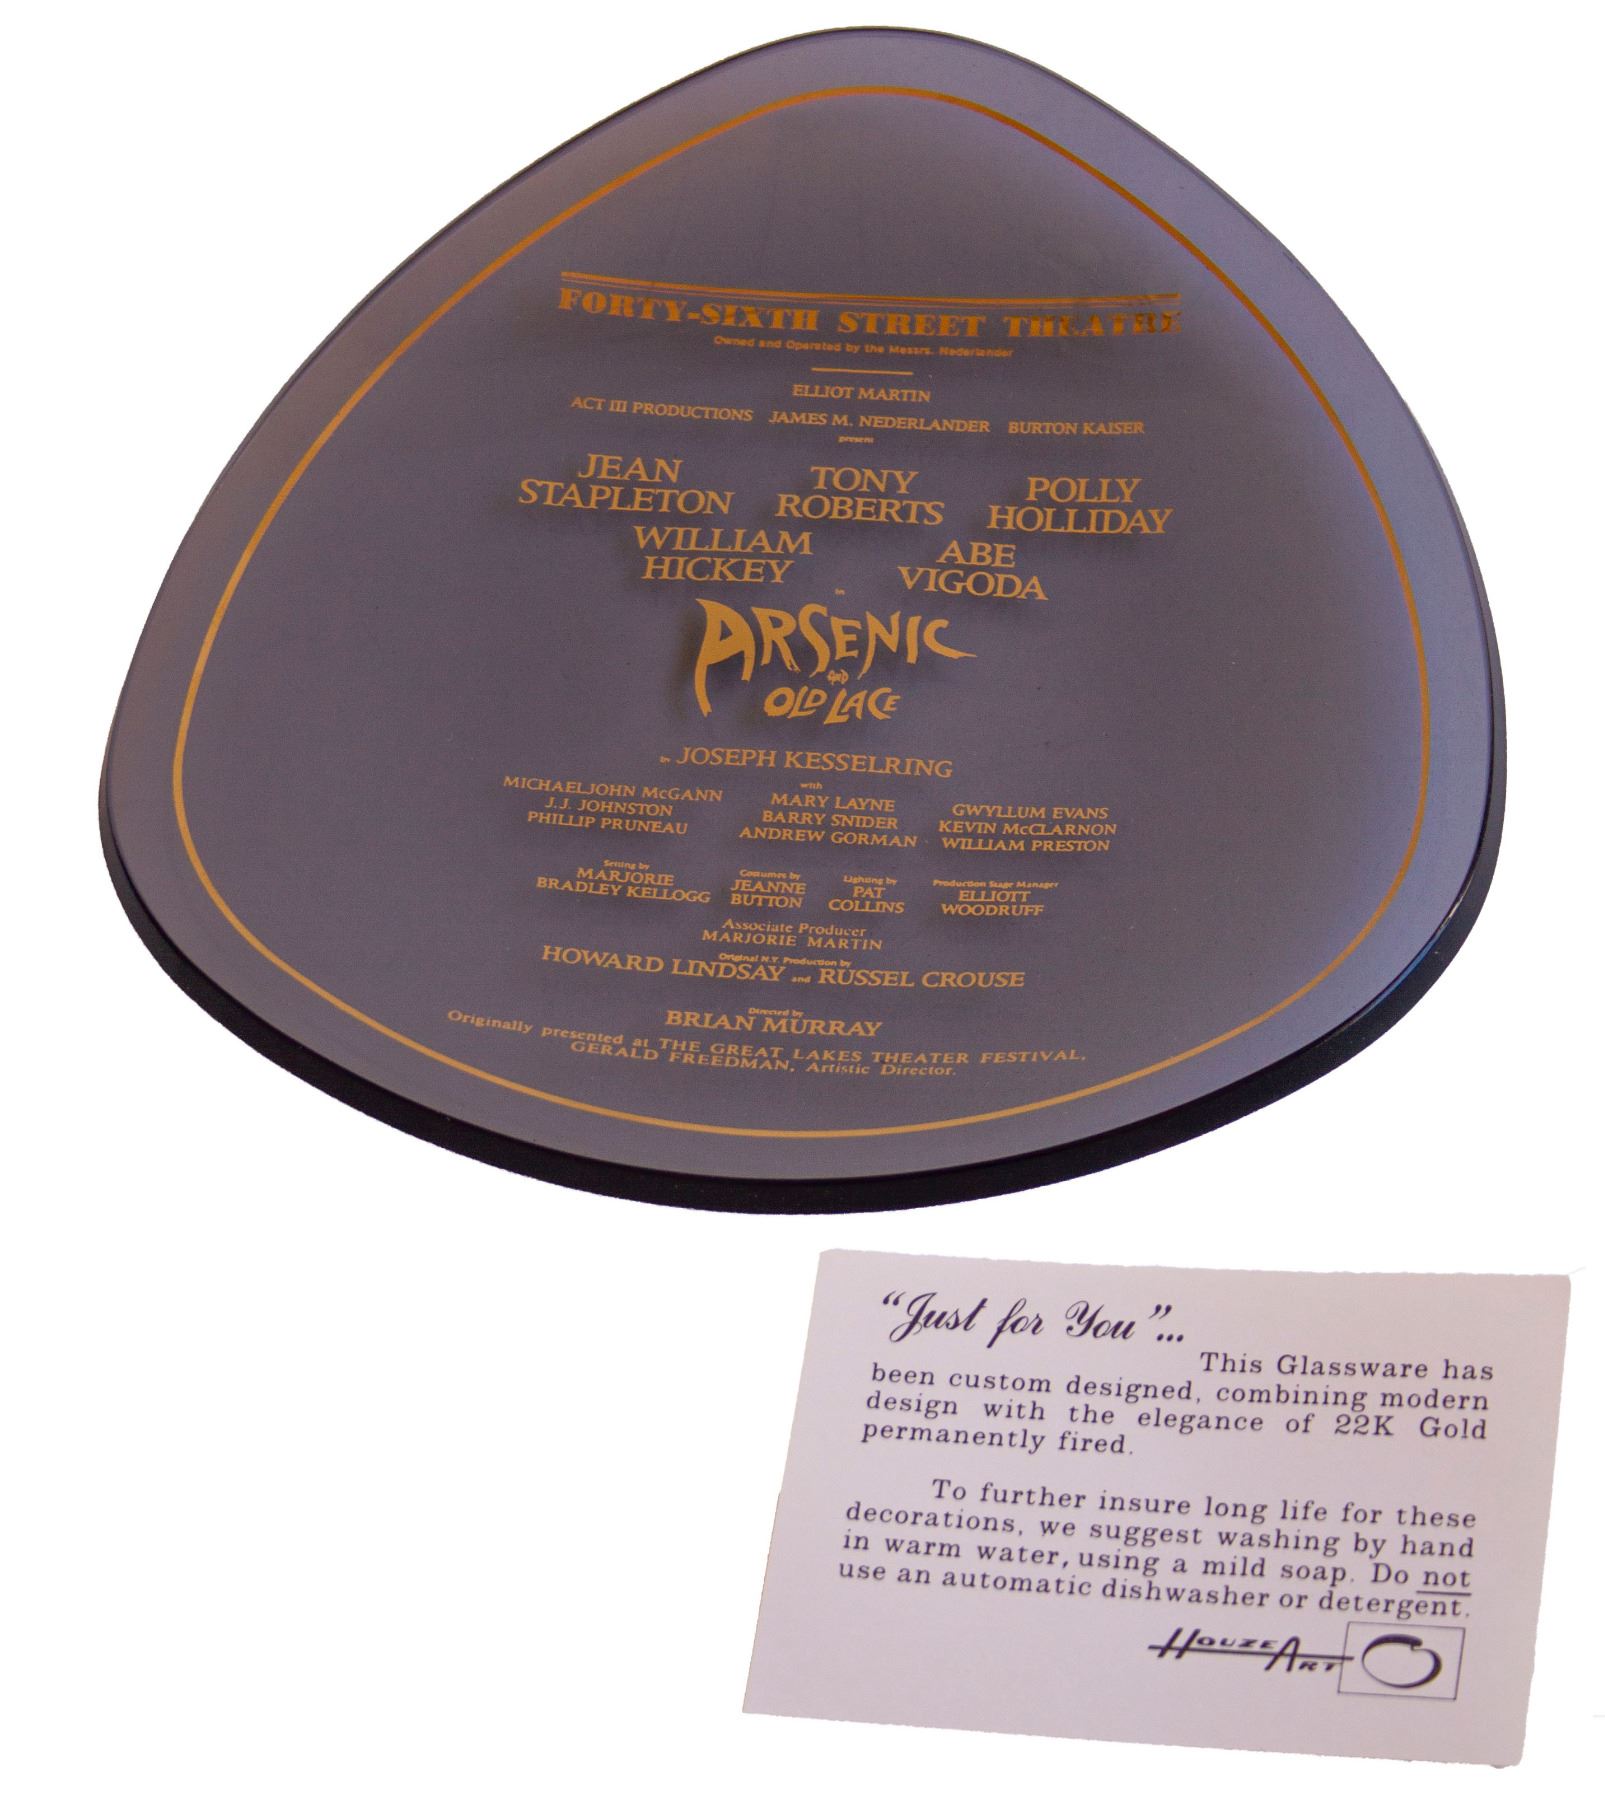 FORTY-SIXTH STREET THEATRE
Owned and Operated by the Messrs. Nederlander
ELLIOT MARTIN
ACT III PRODUCTIONS JAMES M. NEDERLANDER BURTON KAISER
present
JEAN STAPLETON TONY ROBERTS POLLY HOLLIDAY
WILLIAM HICKEY ABE VIGODA
in
ARSENIC
AND
OLD LACE
by JOSEPH KESSELRING
with
MICHAELJOHN McGANN MARY LAYNE GWYLLUM EVANS
J.J. JOHNSTON BARRY SNIDER KEVIN McCLARNON
PHILLIP PRUNEAU ANDREW GORMAN WILLIAM PRESTON
Setting by Costumes by Lighting by Production Stage Manager
MARJORIE JEANNE PAT ELLIOTT
BRADLEY KELLOGG BUTTON COLLINS WOODRUFF
Associate Producer
MARJORIE MARTIN
Original N.Y. Production by
HOWARD LINDSAY and RUSSEL CROUSE
Directed by
BRIAN MURRAY
Originally presented at THE GREAT LAKES THEATER FESTIVAL,
GERALD FREEDMAN, Artistic Director.
"Just for You"...
This Glassware has
been custom designed, combining modern
design with the elegance of 22K Gold
permanently fired.
To further insure long life for these
decorations, we suggest washing by hand
in warm water, using a mild soap. Do not
use an automatic dishwasher or detergent.
HOUZE ART